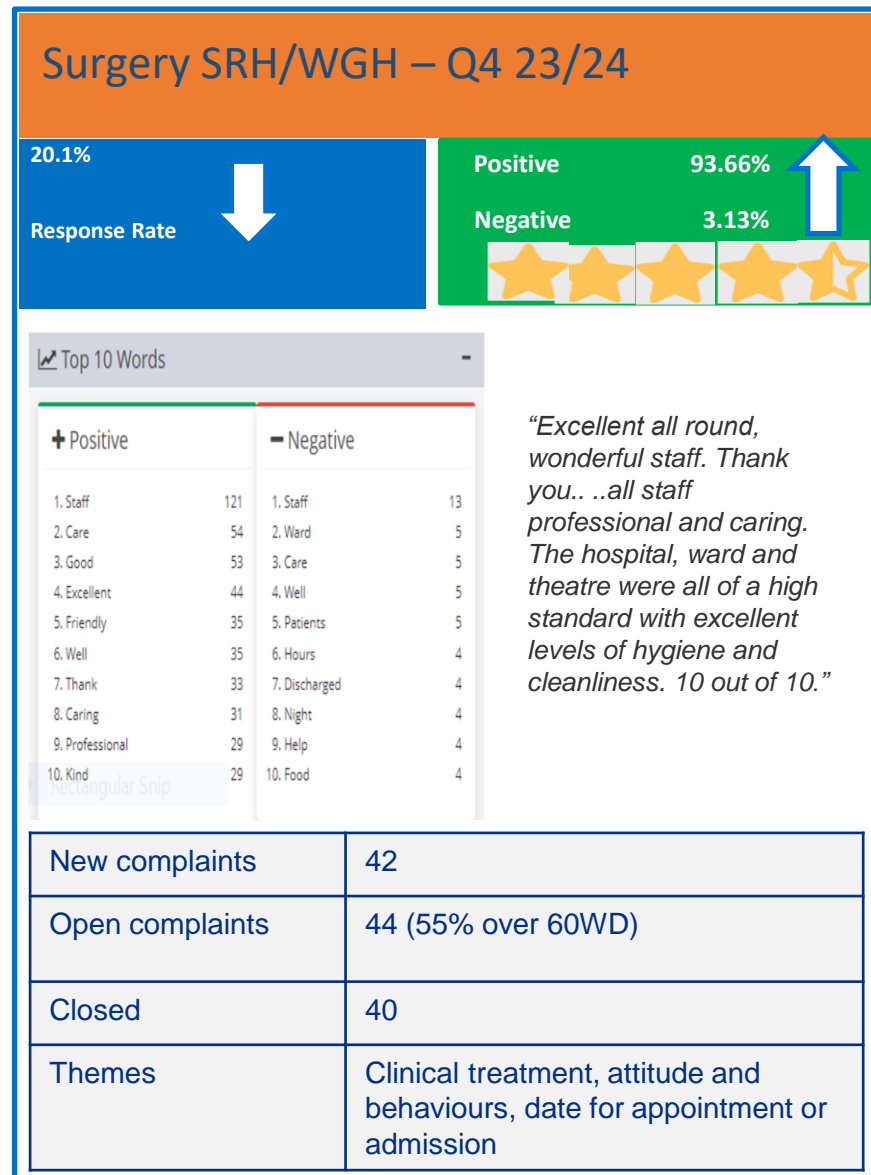 Surgery SRH/WGH – Q4 23/24
20.1%
Response Rate
Positive 93.66%
Negative 3.13%
Top 10 Words
Positive
1. Staff 121
2. Care 54
3. Good 53
4. Excellent 44
5. Friendly 35
6. Well 35
7. Thank 33
8. Caring 31
9. Professional 29
10. Kind 29
Rectangular Snip
Negative
1. Staff 13
2. Ward 5
3. Care 5
4. Well 5
5. Patients 5
6. Hours 4
7. Discharged 4
8. Night 4
9. Help 4
10. Food 4
“Excellent all round,
wonderful staff. Thank
you.. ..all staff
professional and caring.
The hospital, ward and
theatre were all of a high
standard with excellent
levels of hygiene and
cleanliness. 10 out of 10.”
New complaints 42
Open complaints 44 (55% over 60WD)
Closed 40
Themes Clinical treatment, attitude and
behaviours, date for appointment or
admission